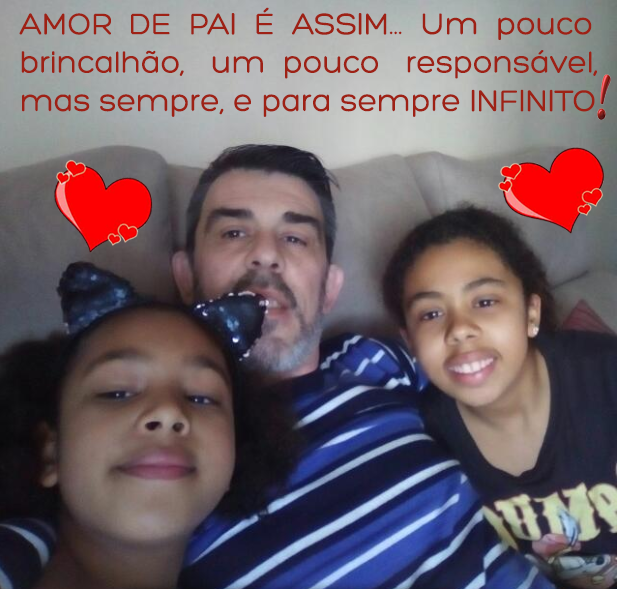 AMOR DE PAI É ASSIM... Um pouco
brincalhão, um pouco responsável,
mas sempre, e para sempre INFINITO!